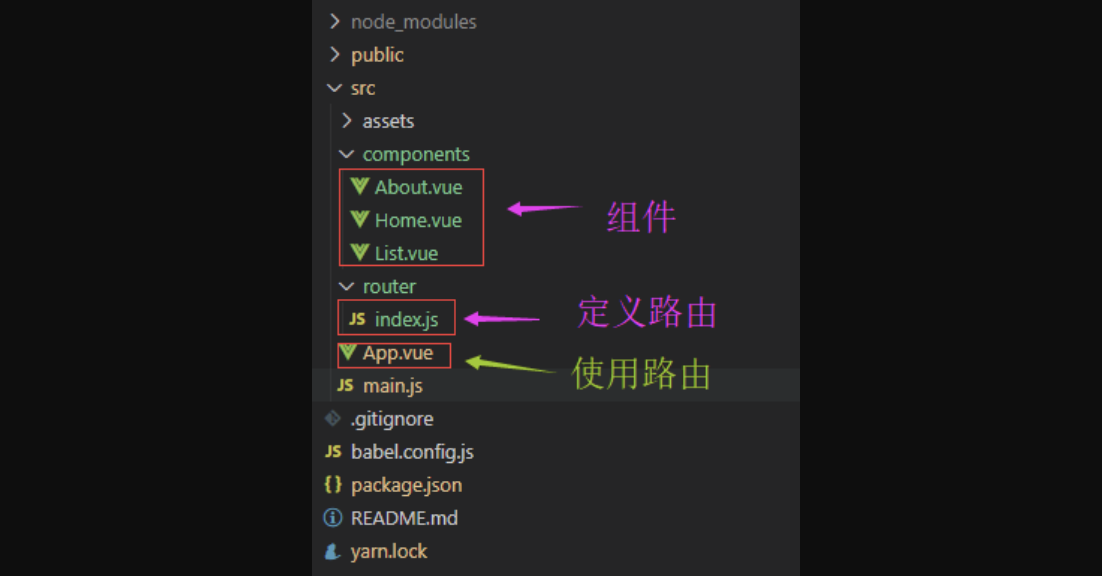 node_modules
public
src
assets
components
About.vue
Home.vue
组件
List.vue
router
JS index.js
定义路由
App.vue
使用路由
JS main.js
.gitignore
JS babel.config.js
{} package.json
README.md
yarn.lock